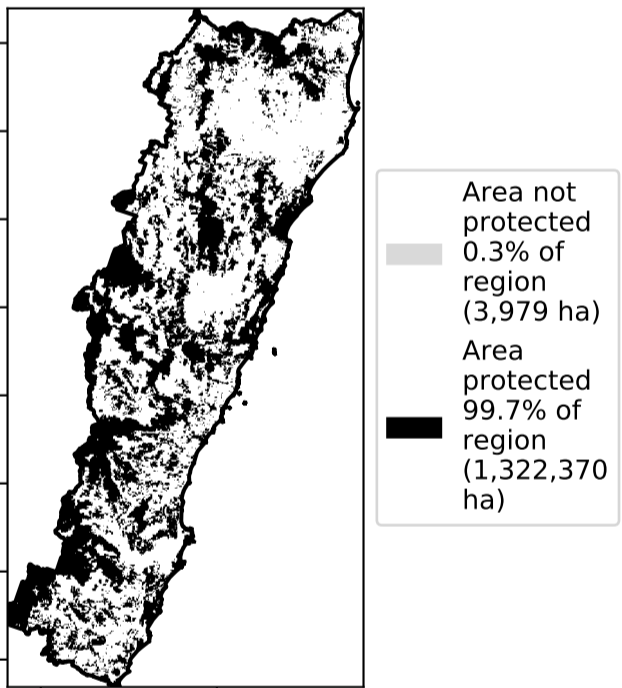 Area not
protected
0.3% of
region
(3,979 ha)
Area
protected
99.7% of
region
(1,322,370
ha)